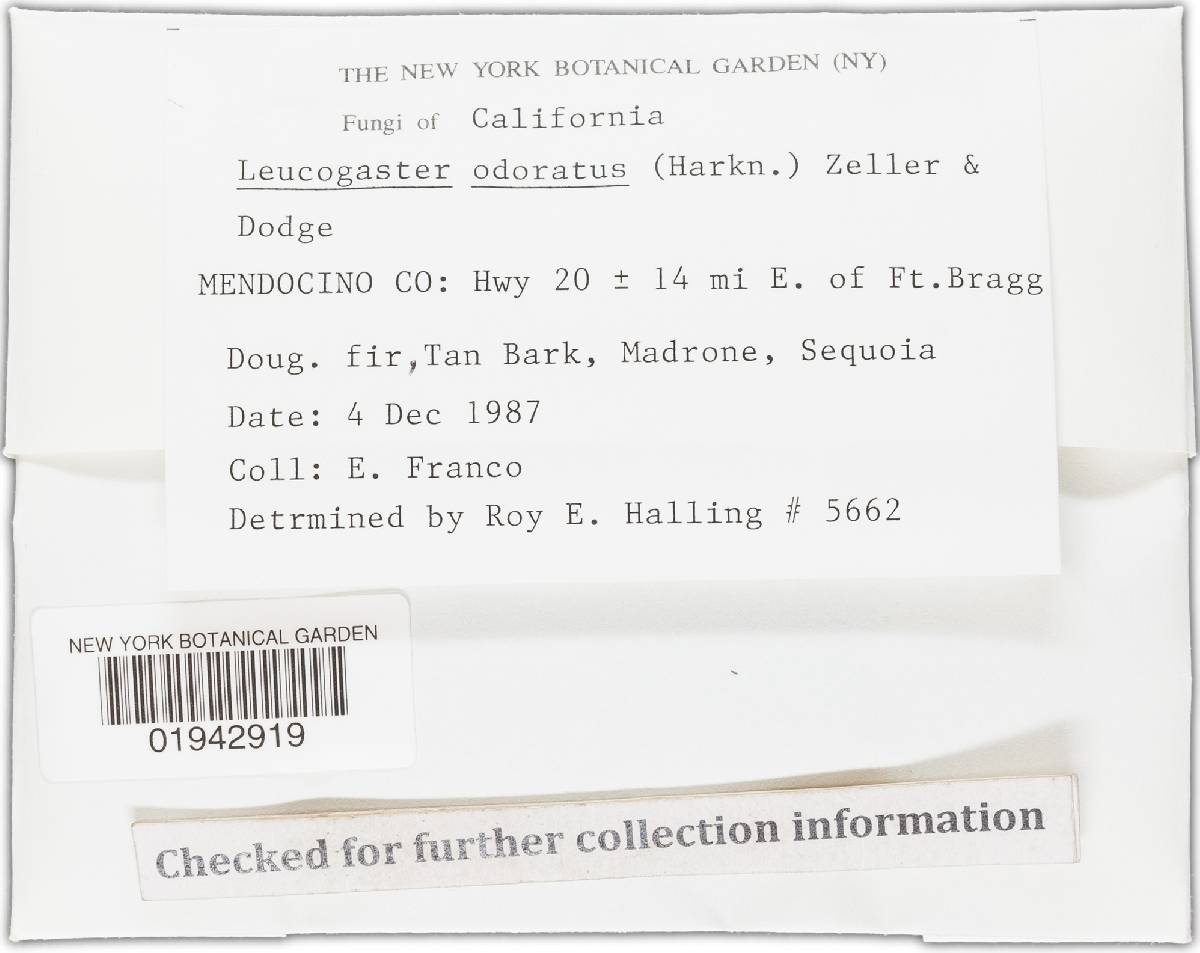 THE NEW YORK BOTANICAL GARDEN (NY)
Fungi of California
Leucogaster odoratus (Harkn.) Zeller &
Dodge
MENDOCINO CO: Hwy 20 ± 14 mi E. of Ft.Bragg
Doug. fir,Tan Bark, Madrone, Sequoia
Date: 4 Dec 1987
Coll: E. Franco
Detrmined by Roy E. Halling # 5662
NEW YORK BOTANICAL GARDEN
01942919
Checked for further collection information